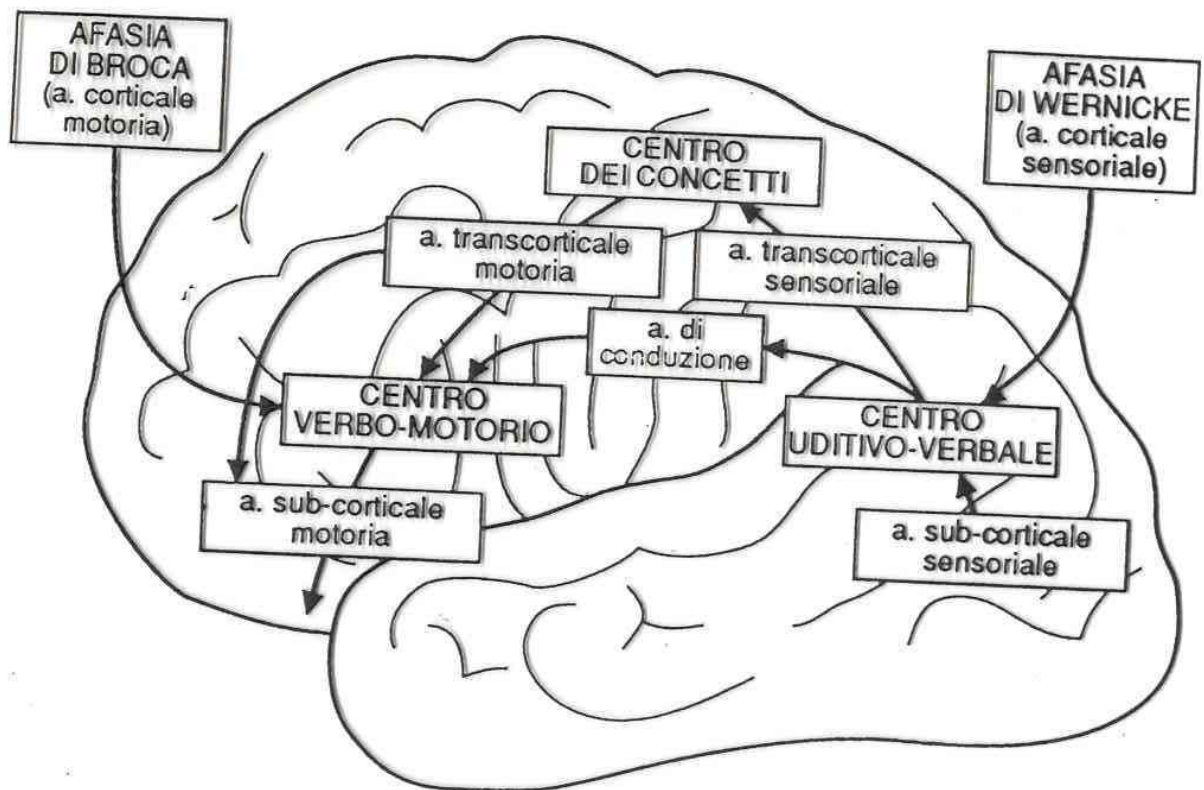 AFASIA
DI BROCA
(a. corticale
motoria)
AFASIA
DI WERNICKE
(a. corticale
sensoriale)
CENTRO
DEI CONCETTI
a. transcorticale
motoria
a. transcorticale
sensoriale
a. di
conduzione
CENTRO
VERBO-MOTORIO
CENTRO
UDITIVO-VERBALE
a. sub-corticale
motoria
a. sub-corticale
sensoriale